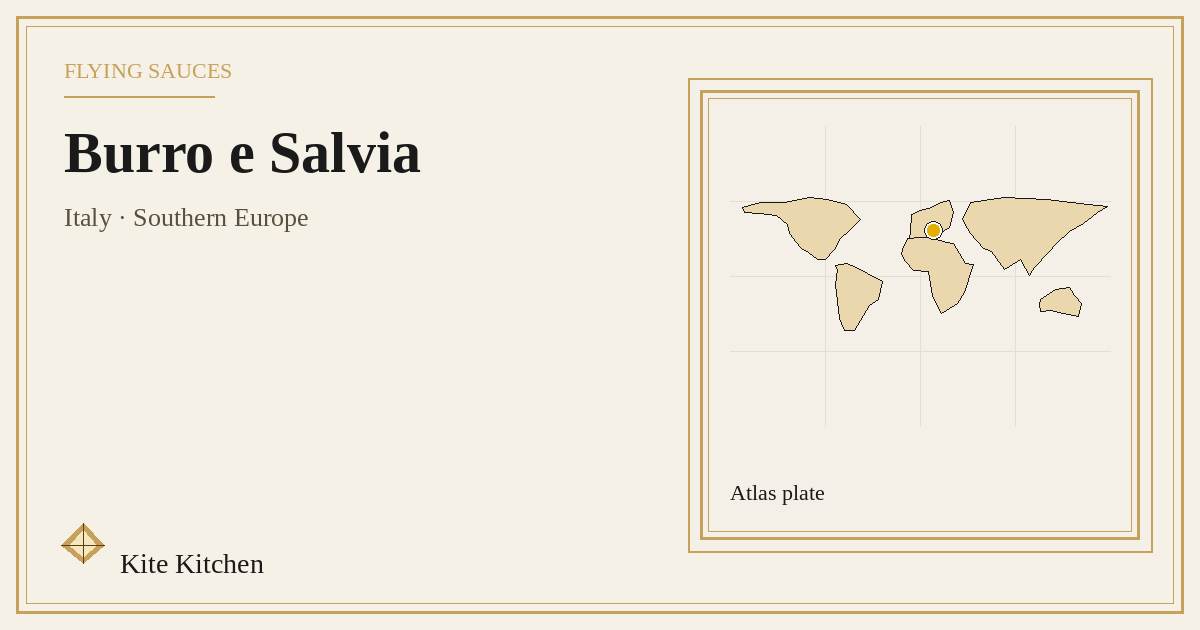 FLYING SAUCES
Burro e Salvia
Italy · Southern Europe
Atlas plate
Kite Kitchen